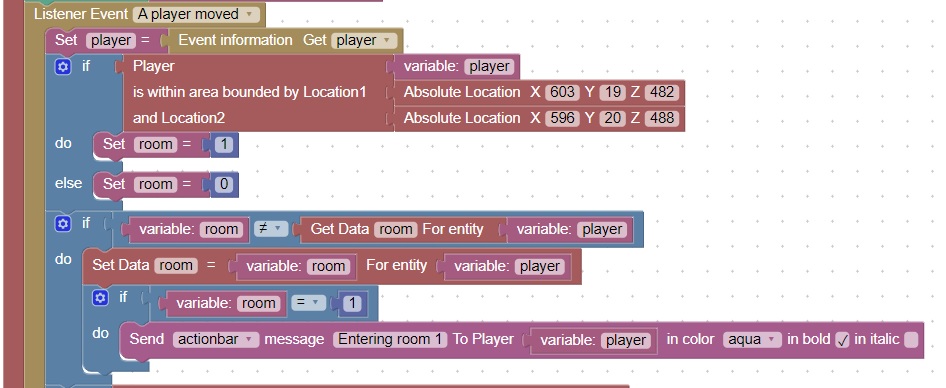 Listener Event A player moved
Set player = Event information Get player
if Player variable: player
is within area bounded by Location1 Absolute Location X 603 Y 19 Z 482
and Location2 Absolute Location X 596 Y 20 Z 488
do Set room = 1
else Set room = 0
if variable: room ≠ Get Data room For entity variable: player
do Set Data room = variable: room For entity variable: player
if variable: room = 1
do Send actionbar message Entering room 1 To Player variable: player in color aqua in bold ✓ in italic